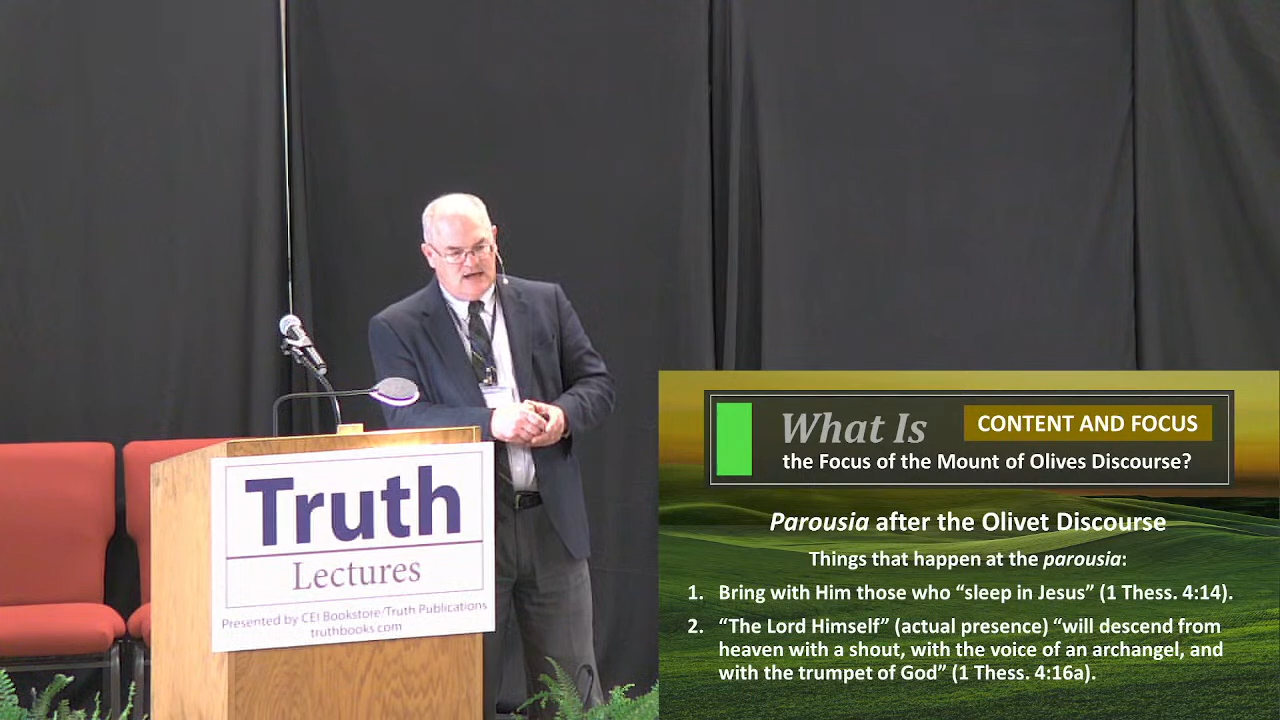 Truth
Lectures
Presented by CEI Bookstore/Truth Publications
truthbooks.com
What Is
CONTENT AND FOCUS
the Focus of the Mount of Olives Discourse?
Parousia after the Olivet Discourse
Things that happen at the parousia:
1. Bring with Him those who “sleep in Jesus” (1 Thess. 4:14).
2. “The Lord Himself” (actual presence) “will descend from
heaven with a shout, with the voice of an archangel, and
with the trumpet of God” (1 Thess. 4:16a).